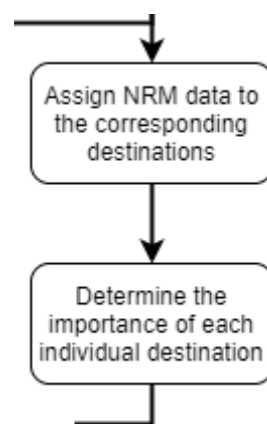 Assign NRM data to
the corresponding
destinations
Determine the
importance of each
individual destination